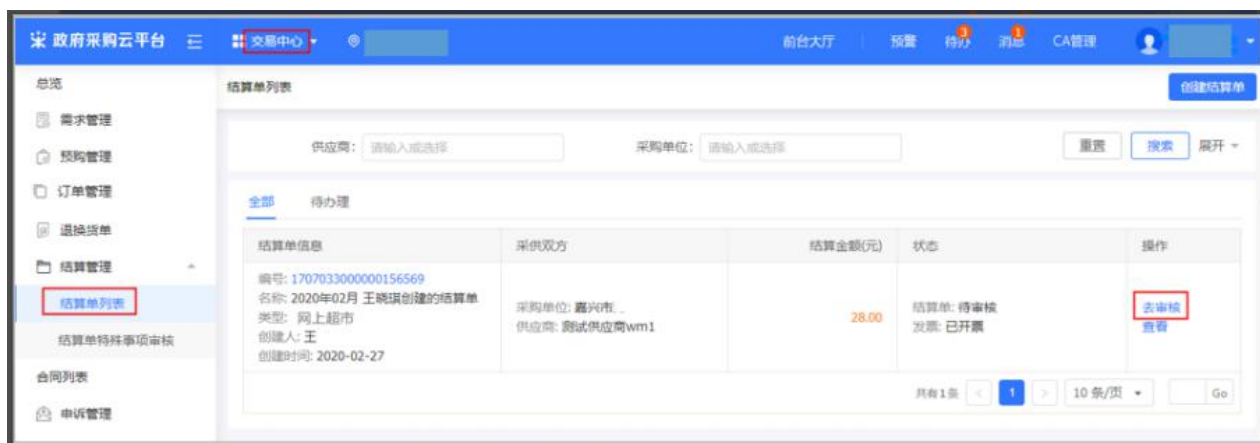 政府采购云平台
交易中心
前台大厅
预警
待办
3
消息
CA管理
总览
需求管理
预购管理
订单管理
退换货单
结算管理
结算单列表
结算单特殊事项审核
合同列表
申诉管理
结算单列表
创建结算单
供应商: 请输入或选择
采购单位: 请输入或选择
重置
搜索
展开
全部
待办理
结算单信息
采供双方
结算金额(元)
状态
操作
编号: 1707033000000156569
名称: 2020年02月 王晓琪创建的结算单
类型: 网上超市
创建人: 王
创建时间: 2020-02-27
采购单位: 嘉兴市
供应商: 测试供应商wm1
28.00
结算单: 待审核
发票: 已开票
去审核
查看
共有1条
<
1
>
10 条/页
Go